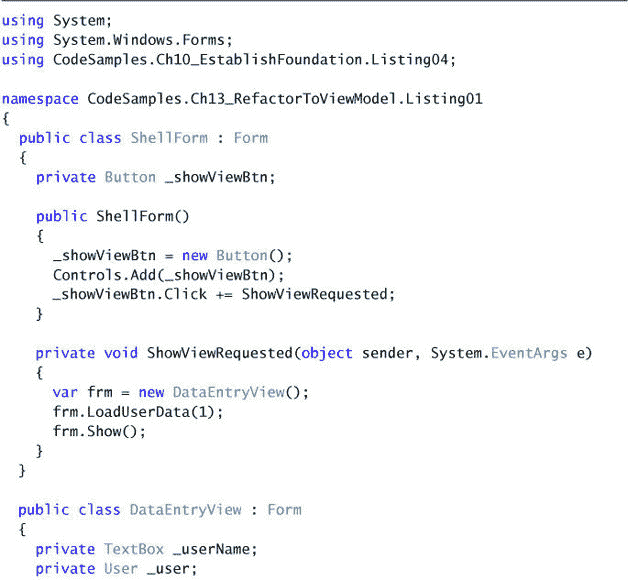 using System;
using System.Windows.Forms;
using CodeSamples.Ch10_EstablishFoundation.Listing04;

namespace CodeSamples.Ch13_RefactorToViewModel.Listing01
{
  public class ShellForm : Form
  {
    private Button _showViewBtn;

    public ShellForm()
    {
      _showViewBtn = new Button();
      Controls.Add(_showViewBtn);
      _showViewBtn.Click += ShowViewRequested;
    }

    private void ShowViewRequested(object sender, System.EventArgs e)
    {
      var frm = new DataEntryView();
      frm.LoadUserData(1);
      frm.Show();
    }
  }

  public class DataEntryView : Form
  {
    private TextBox _userName;
    private User _user;